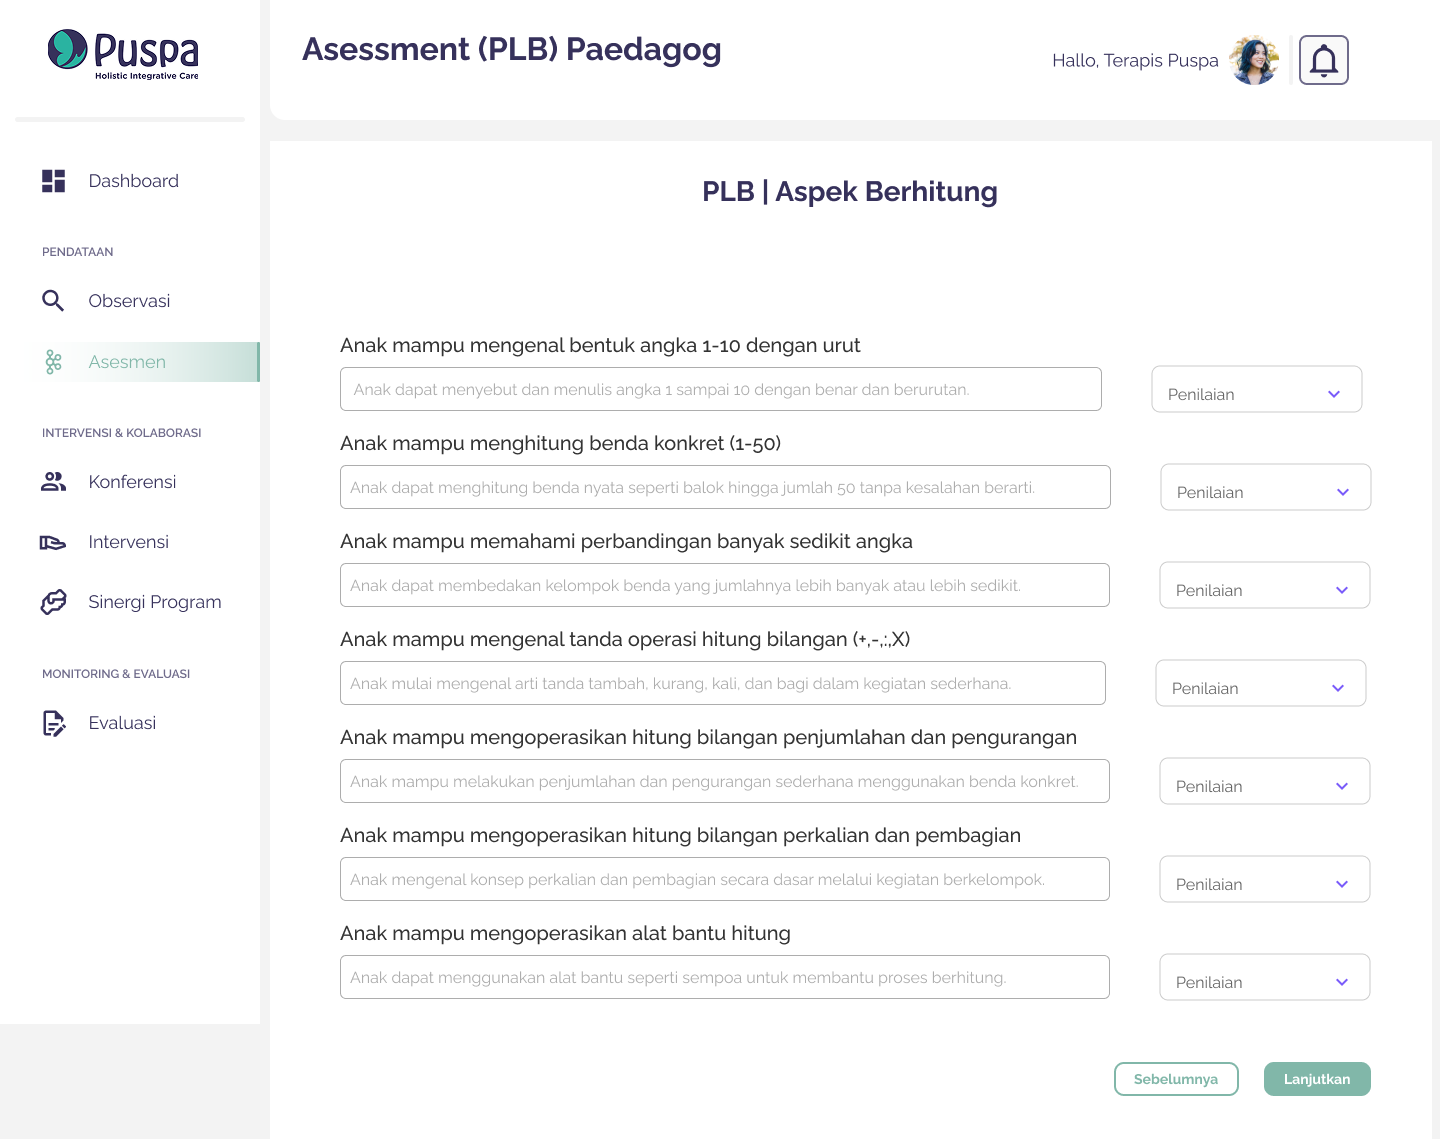 Puspa
Holistic Integrative Care
Asessment (PLB) Paedagog
Hallo, Terapis Puspa
Dashboard
PENDATAAN
Observasi
Asesmen
INTERVENSI & KOLABORASI
Konferensi
Intervensi
Sinergi Program
MONITORING & EVALUASI
Evaluasi
PLB | Aspek Berhitung
Anak mampu mengenal bentuk angka 1-10 dengan urut
Anak dapat menyebut dan menulis angka 1 sampai 10 dengan benar dan berurutan.
Penilaian
Anak mampu menghitung benda konkret (1-50)
Anak dapat menghitung benda nyata seperti balok hingga jumlah 50 tanpa kesalahan berarti.
Penilaian
Anak mampu memahami perbandingan banyak sedikit angka
Anak dapat membedakan kelompok benda yang jumlahnya lebih banyak atau lebih sedikit.
Penilaian
Anak mampu mengenal tanda operasi hitung bilangan (+,-,:,X)
Anak mulai mengenal arti tanda tambah, kurang, kali, dan bagi dalam kegiatan sederhana.
Penilaian
Anak mampu mengoperasikan hitung bilangan penjumlahan dan pengurangan
Anak mampu melakukan penjumlahan dan pengurangan sederhana menggunakan benda konkret.
Penilaian
Anak mampu mengoperasikan hitung bilangan perkalian dan pembagian
Anak mengenal konsep perkalian dan pembagian secara dasar melalui kegiatan berkelompok.
Penilaian
Anak mampu mengoperasikan alat bantu hitung
Anak dapat menggunakan alat bantu seperti sempoa untuk membantu proses berhitung.
Penilaian
Sebelumnya
Lanjutkan